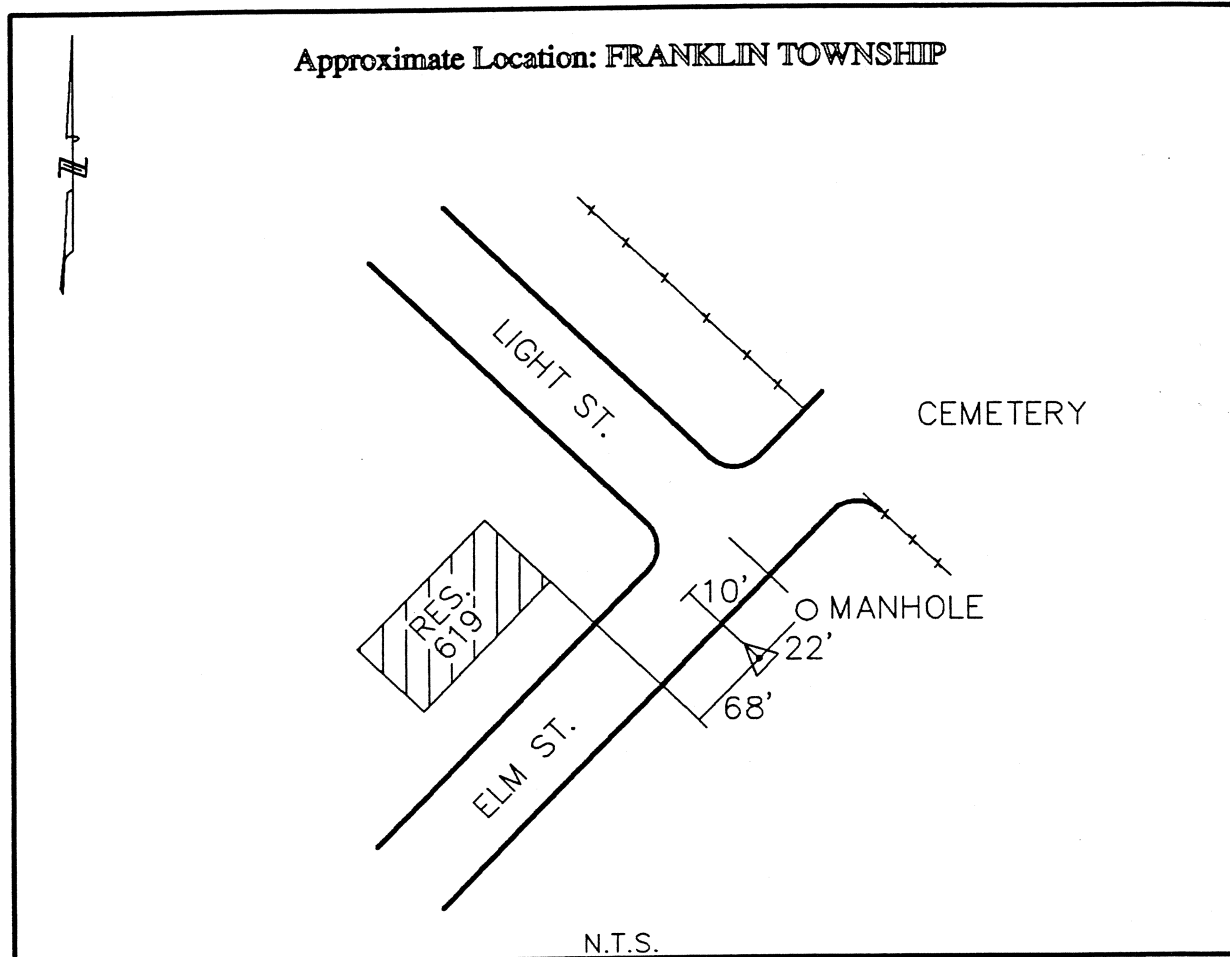 Approximate Location: FRANKLIN TOWNSHIP
N
LIGHT ST.
CEMETERY
RES.
619
10'
MANHOLE
22'
68'
ELM ST.
N.T.S.